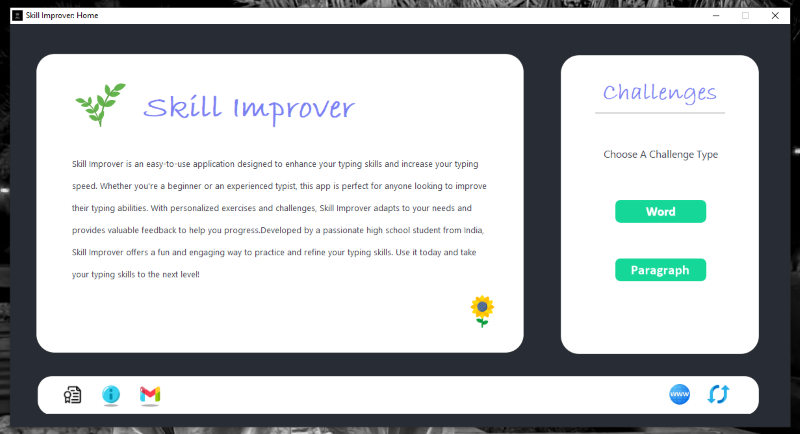 Skill Improver: Home
Skill Improver
Skill Improver is an easy-to-use application designed to enhance your typing skills and increase your typing
speed. Whether you're a beginner or an experienced typist, this app is perfect for anyone looking to improve
their typing abilities. With personalized exercises and challenges, Skill Improver adapts to your needs and
provides valuable feedback to help you progress.Developed by a passionate high school student from India,
Skill Improver offers a fun and engaging way to practice and refine your typing skills. Use it today and take
your typing skills to the next level!
Challenges
Choose A Challenge Type
Word
Paragraph
www